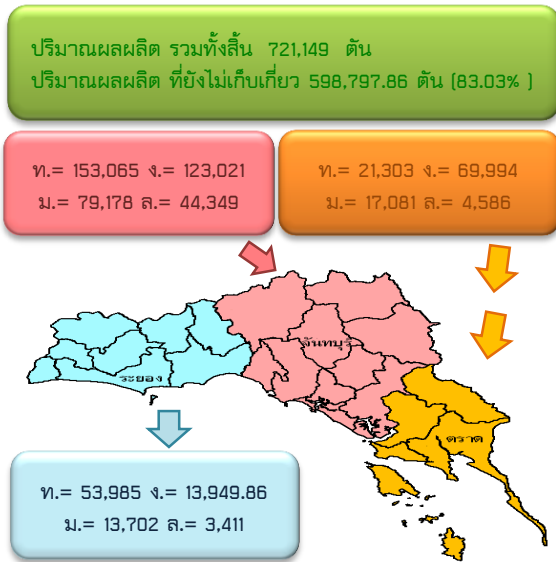 ปริมาณผลผลิต รวมทั้งสิ้น 721,149 ตัน
ปริมาณผลผลิต ที่ยังไม่เก็บเกี่ยว 598,797.86 ตัน (83.03% )
ท.= 153,065 ง.= 123,021
ม.= 79,178 ล.= 44,349
ท.= 21,303 ง.= 69,994
ม.= 17,081 ล.= 4,586
จันทบุรี
ระยอง
ตราด
ท.= 53,985 ง.= 13,949.86
ม.= 13,702 ล.= 3,411